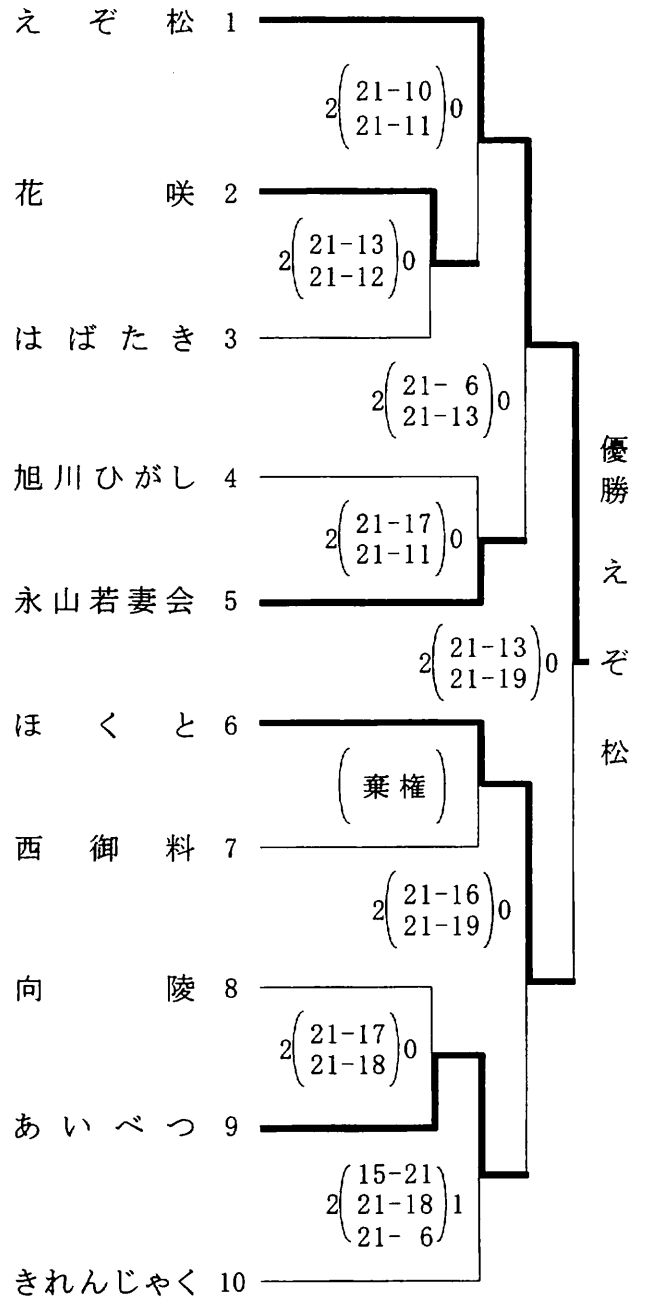 えぞ松 1
2(21-10 21-11)0
花咲 2
2(21-13 21-12)0
はばたき 3
2(21- 6 21-13)0
旭川ひがし 4
2(21-17 21-11)0
永山若妻会 5
2(21-13 21-19)0
優勝 えぞ松
ほくと 6
(棄権)
西御料 7
2(21-16 21-19)0
向陵 8
2(21-17 21-18)0
あいべつ 9
2(15-21 21-18 21- 6)1
きれんじゃく 10